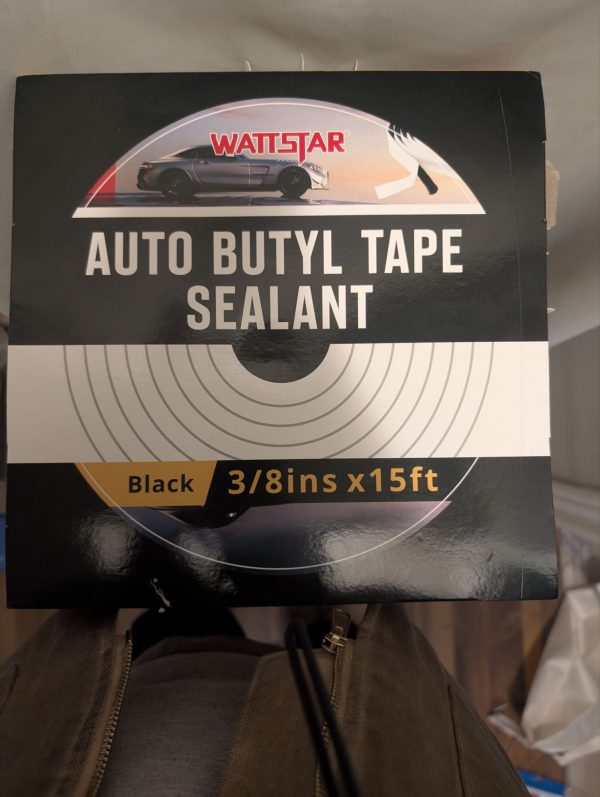 WATTSTAR
AUTO BUTYL TAPE
SEALANT
Black 3/8ins x15ft